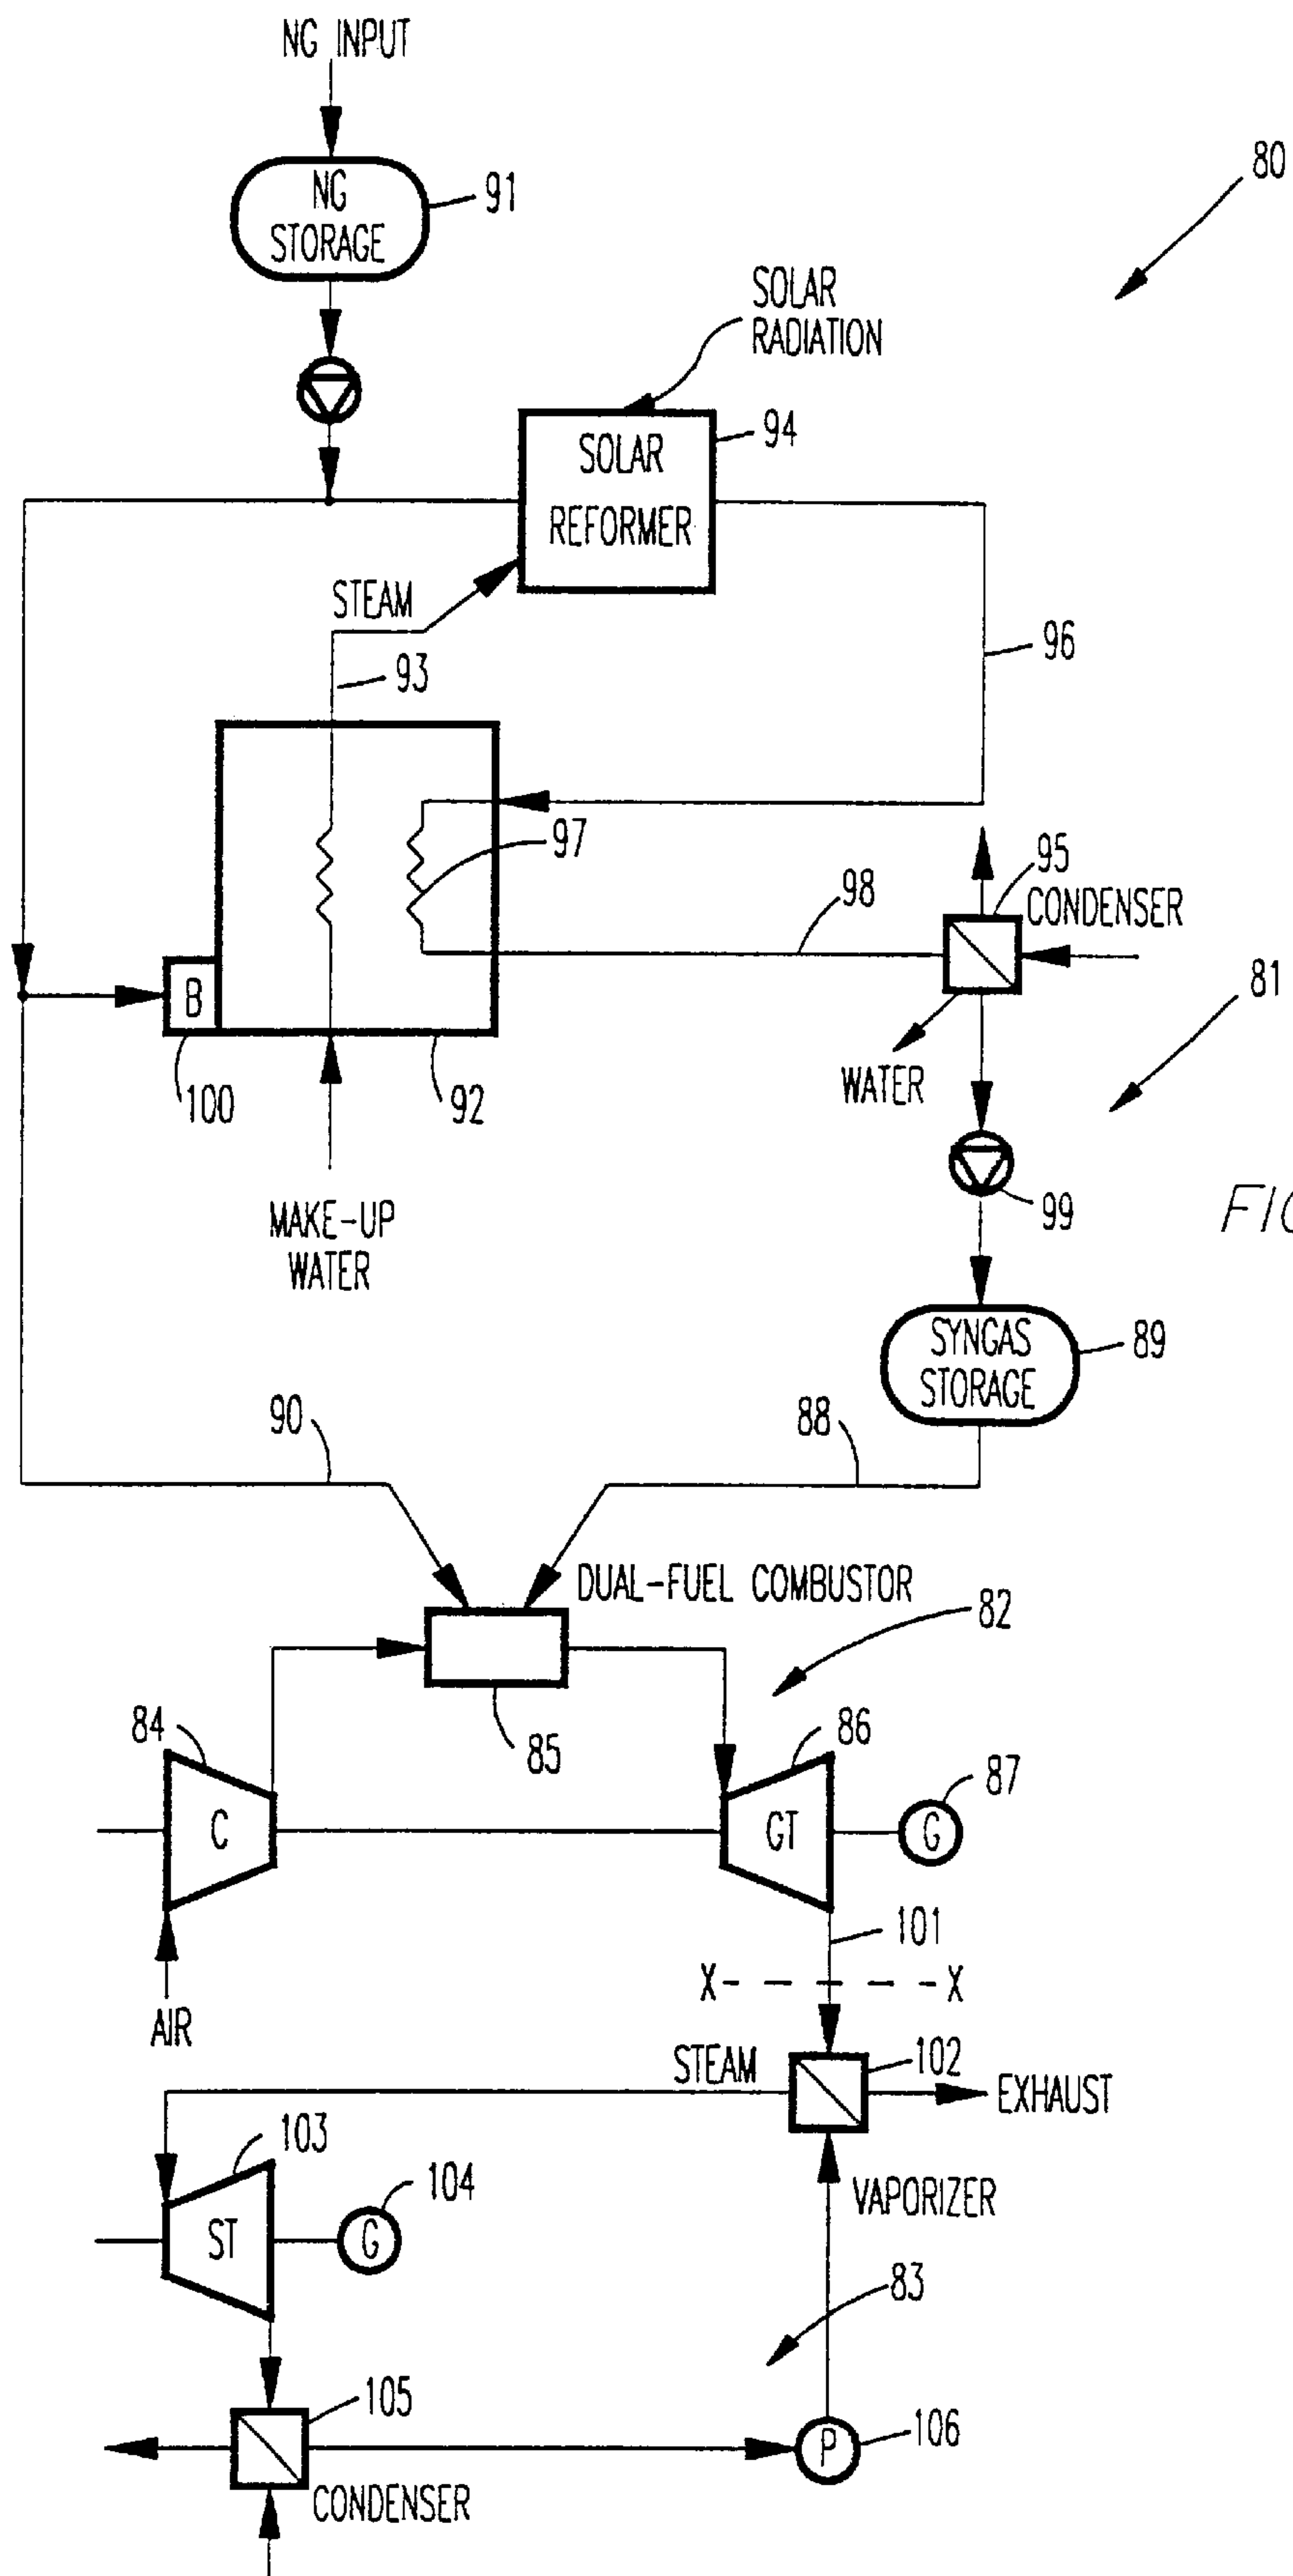 NG INPUT
NG
STORAGE
91
80
SOLAR
RADIATION
SOLAR
REFORMER
94
STEAM
93
96
97
98
95
CONDENSER
B
100
92
WATER
81
MAKE-UP
WATER
99
FIG
SYNGAS
STORAGE
89
90
88
DUAL-FUEL COMBUSTOR
82
85
84
C
86
GT
87
G
AIR
101
X
X
STEAM
102
EXHAUST
VAPORIZER
103
ST
104
G
83
105
CONDENSER
P
106